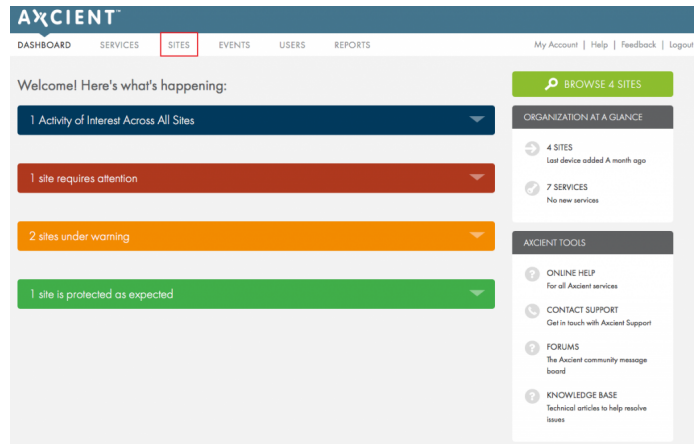 AXCIENT™
DASHBOARD SERVICES SITES EVENTS USERS REPORTS My Account | Help | Feedback | Logout
Welcome! Here's what's happening:
BROWSE 4 SITES
1 Activity of Interest Across All Sites
1 site requires attention
2 sites under warning
1 site is protected as expected
ORGANIZATION AT A GLANCE
4 SITES
Last device added A month ago
7 SERVICES
No new services
AXCIENT TOOLS
ONLINE HELP
For all Axcient services
CONTACT SUPPORT
Get in touch with Axcient Support
FORUMS
The Axcient community message
board
KNOWLEDGE BASE
Technical articles to help resolve
issues